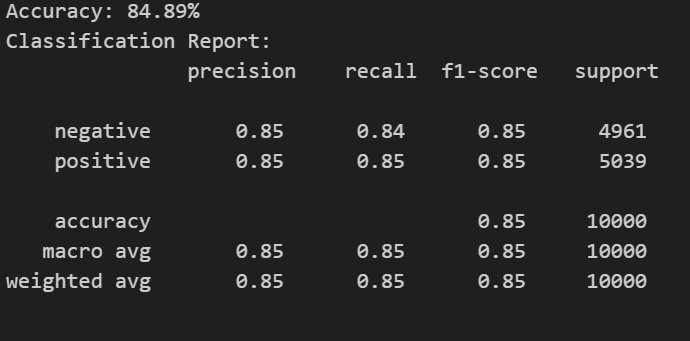 Accuracy: 84.89%
Classification Report:
precision recall f1-score support
negative 0.85 0.84 0.85 4961
positive 0.85 0.85 0.85 5039
accuracy 0.85 10000
macro avg 0.85 0.85 0.85 10000
weighted avg 0.85 0.85 0.85 10000